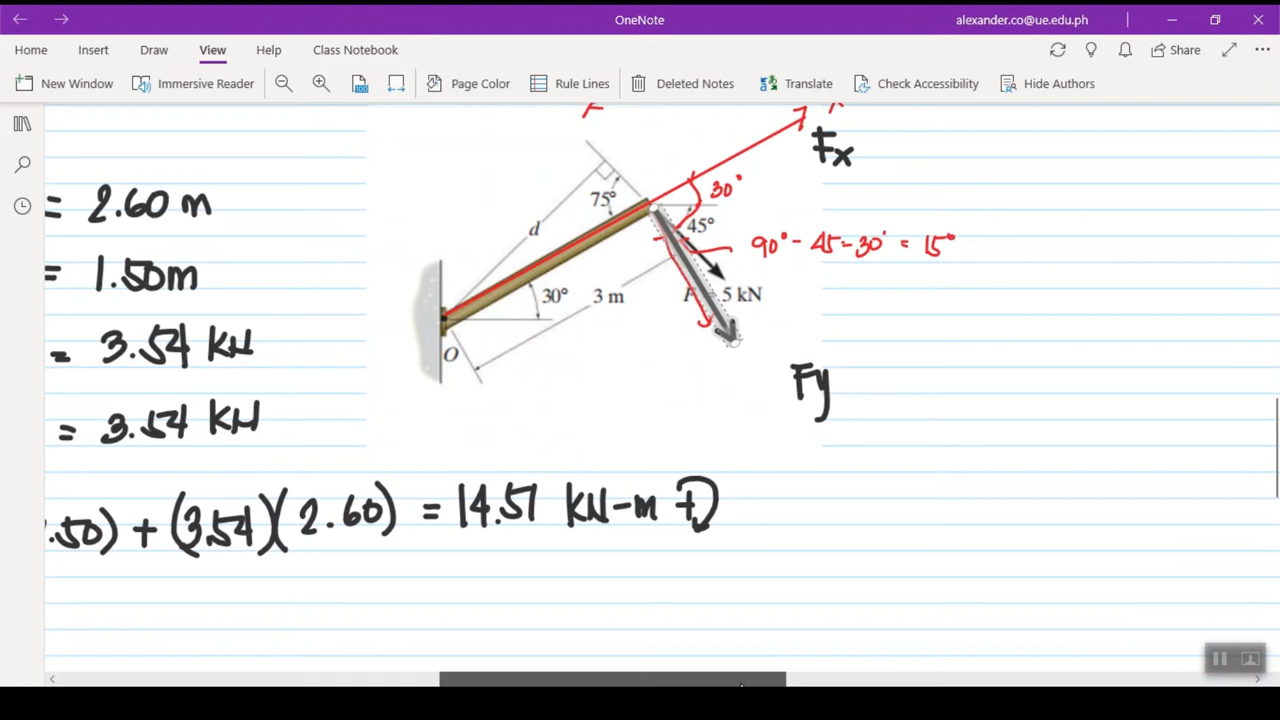 OneNote
alexander.co@ue.edu.ph
Home Insert Draw View Help Class Notebook Share
New Window Immersive Reader 100 Page Color Rule Lines Deleted Notes Translate Check Accessibility Hide Authors
Fx
= 2.60 m
75° 30°
d 45°
90° - 45 - 30° = 15°
= 1.50m
30° 3 m 5 kN
= 3.54 KN
O
Fy
= 3.54 KN
.50) + (3.54)(2.60) = 14.51 KN-m +